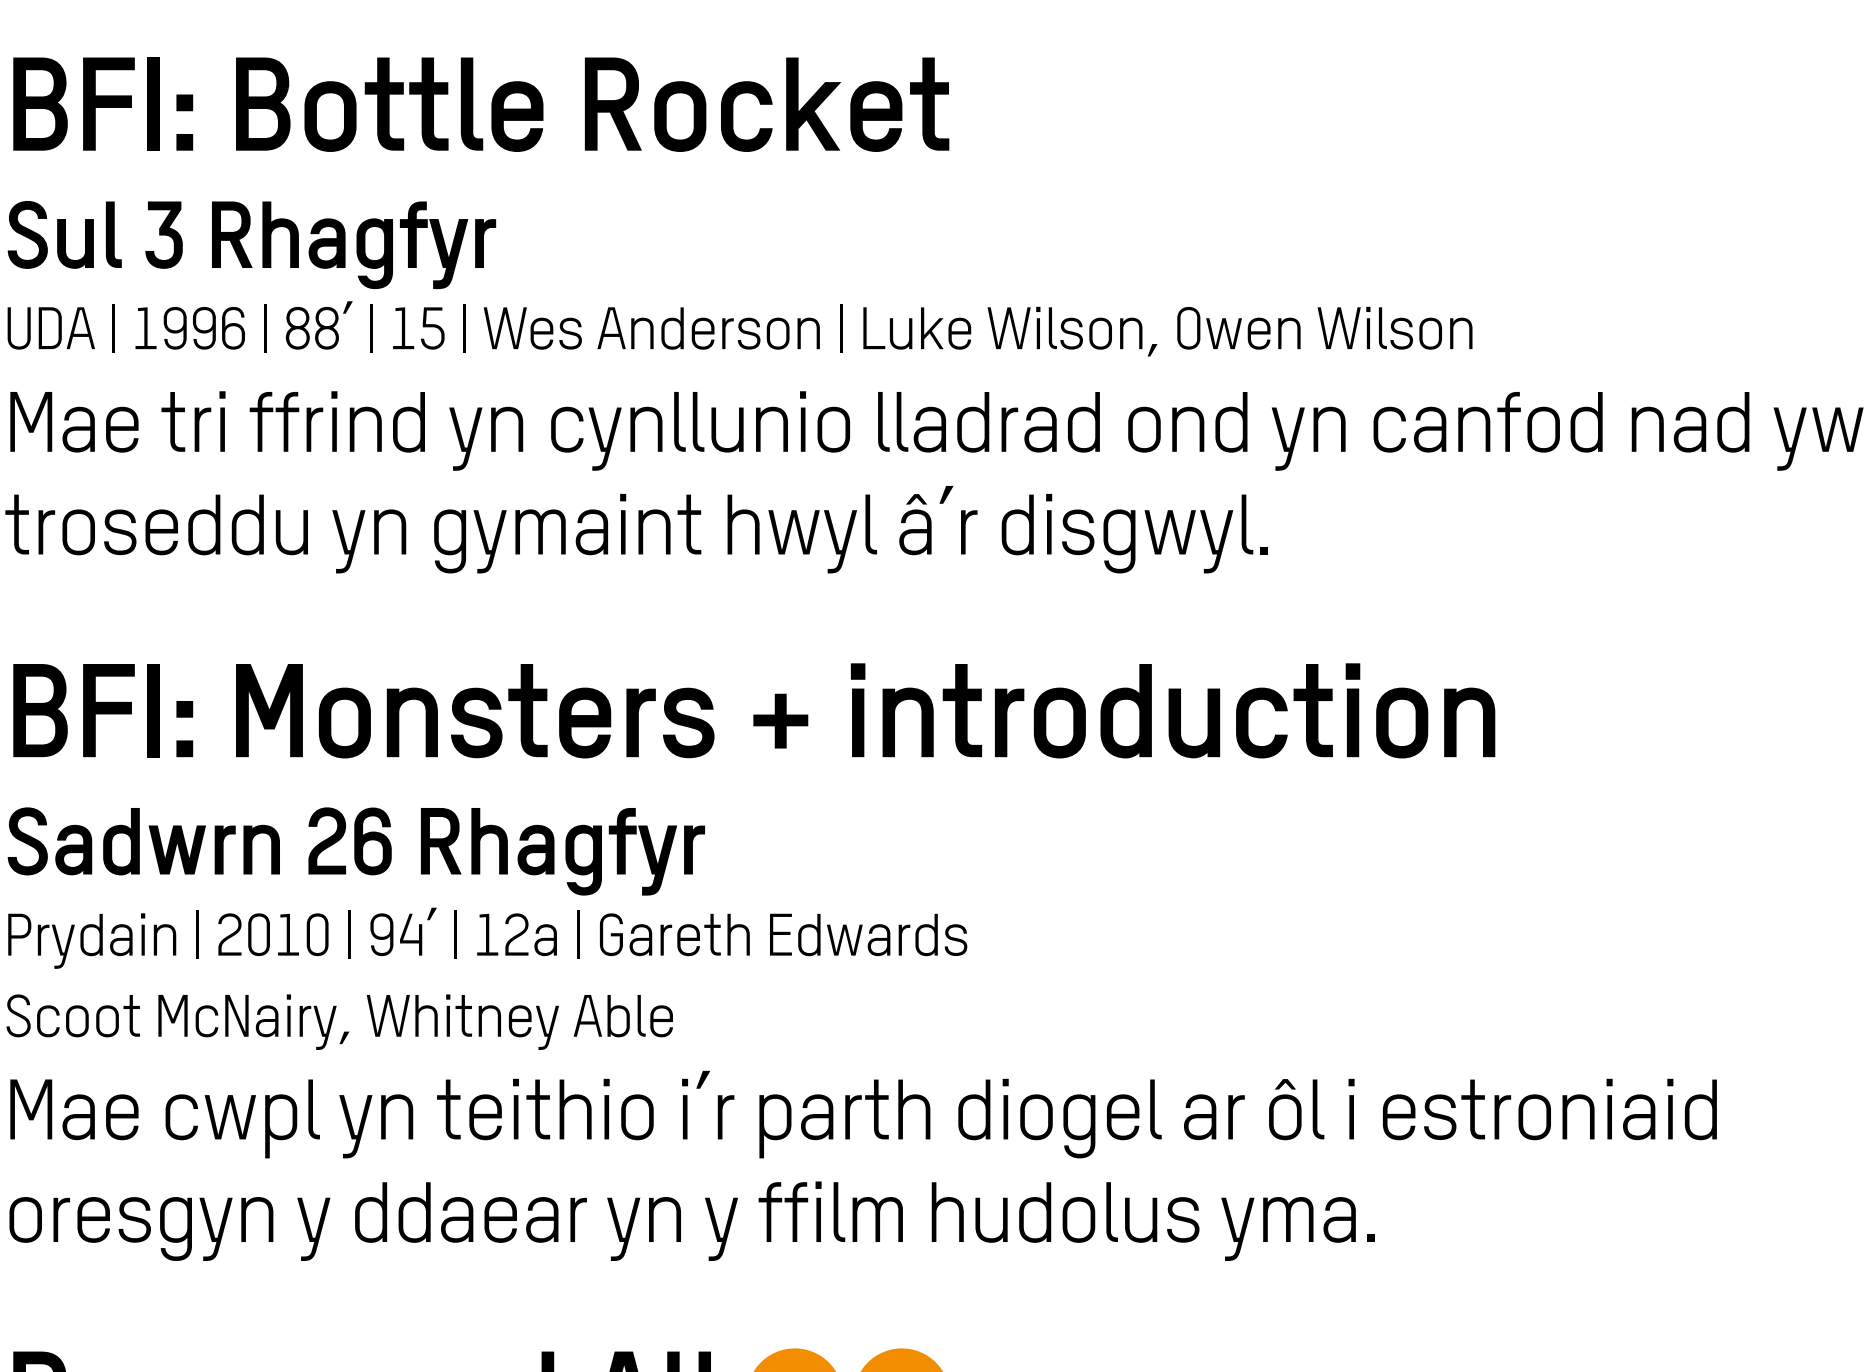 BFI: Bottle Rocket
Sul 3 Rhagfyr
UDA | 1996 | 88′ | 15 | Wes Anderson | Luke Wilson, Owen Wilson
Mae tri ffrind yn cynllunio lladrad ond yn canfod nad yw
troseddu yn gymaint hwyl â’r disgwyl.
BFI: Monsters + introduction
Sadwrn 26 Rhagfyr
Prydain | 2010 | 94′ | 12a | Gareth Edwards
Scoot McNairy, Whitney Able
Mae cwpl yn teithio i’r parth diogel ar ôl i estroniaid
oresgyn y ddaear yn y ffilm hudolus yma.